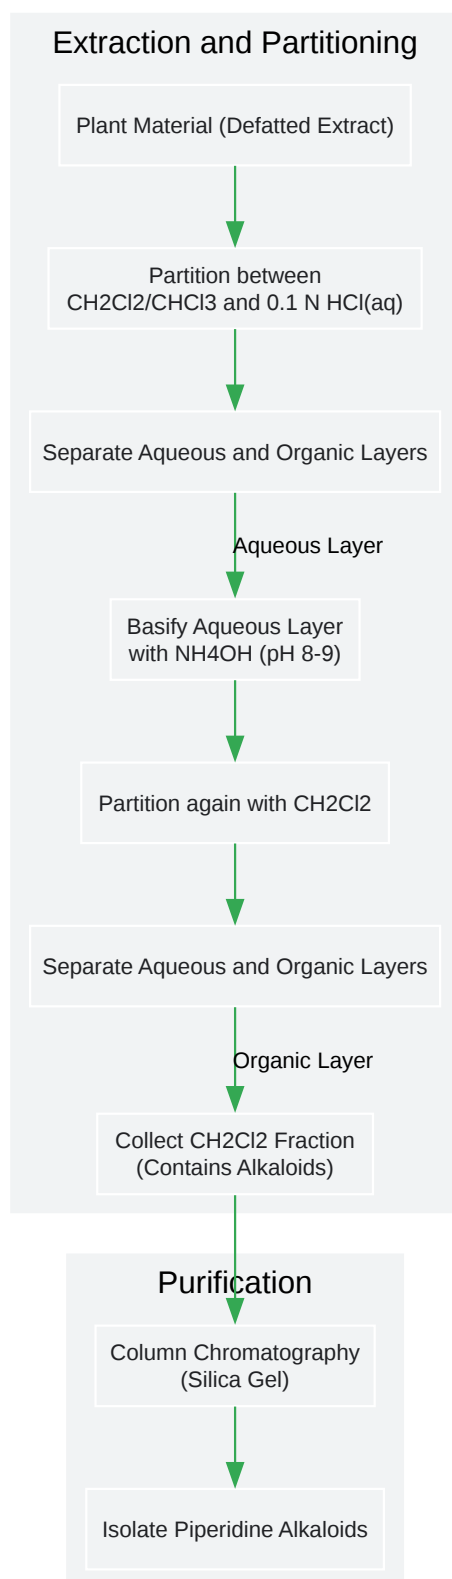 Extraction and Partitioning
Plant Material (Defatted Extract)
Partition between
CH2Cl2/CHCl3 and 0.1 N HCl(aq)
Separate Aqueous and Organic Layers
Aqueous Layer
Basify Aqueous Layer
with NH4OH (pH 8-9)
Partition again with CH2Cl2
Separate Aqueous and Organic Layers
Organic Layer
Collect CH2Cl2 Fraction
(Contains Alkaloids)
Purification
Column Chromatography
(Silica Gel)
Isolate Piperidine Alkaloids